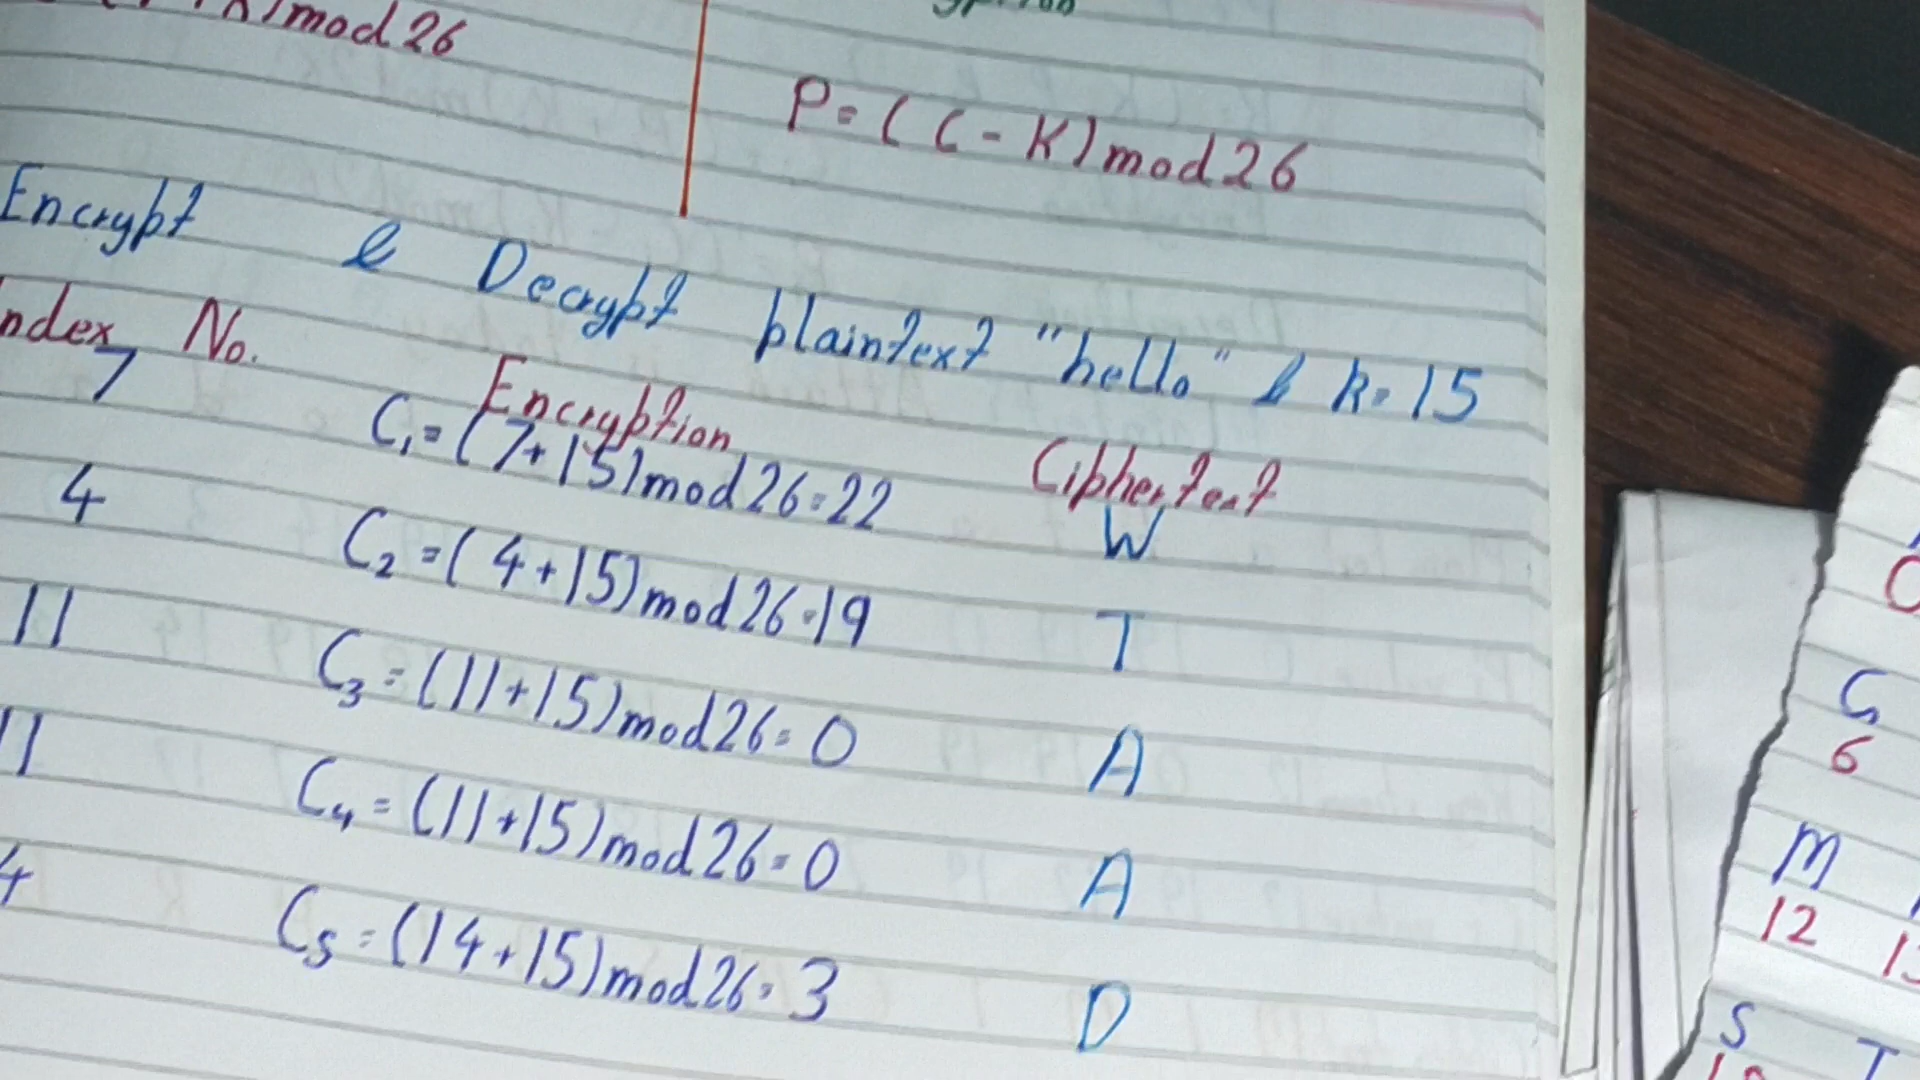 mod 26
P = (C - K) mod 26
Encrypt & Decrypt plaintext "hello" & k = 15
Index No. Encryption Ciphertext
7 C1 = (7+15) mod 26 = 22 W
4 C2 = (4+15) mod 26 = 19 T
11 C3 = (11+15) mod 26 = 0 A
11 C4 = (11+15) mod 26 = 0 A
4 C5 = (14+15) mod 26 = 3 D
G
6
M
12
S T